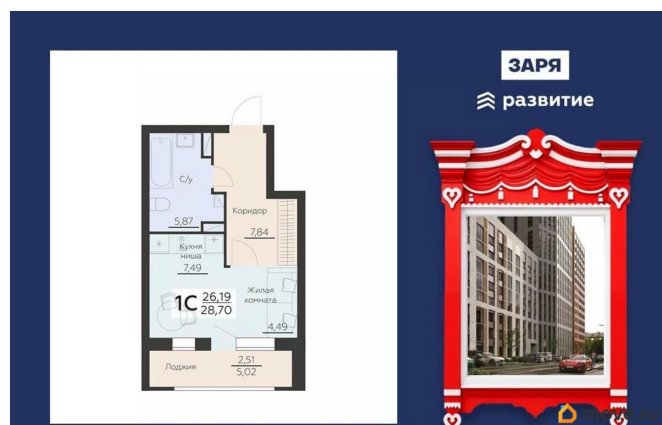 ЗАРЯ
развитие
С/у
5,87
Коридор
7,84
Кухня
ниша
7,49
1С 26,19
28,70
Жилая
комната
4,49
Лоджия
2,51
5,02